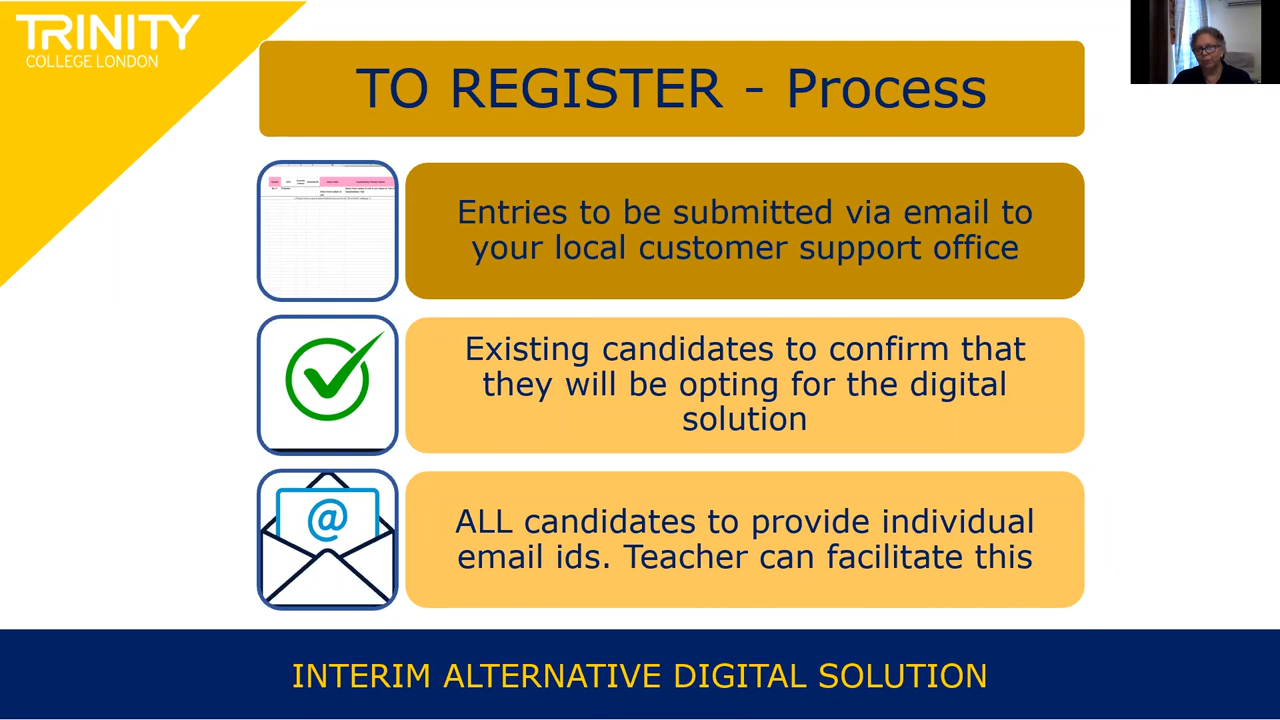 TRINITY
COLLEGE LONDON
TO REGISTER - Process
Entries to be submitted via email to
your local customer support office
Existing candidates to confirm that
they will be opting for the digital
solution
@
ALL candidates to provide individual
email ids. Teacher can facilitate this
INTERIM ALTERNATIVE DIGITAL SOLUTION